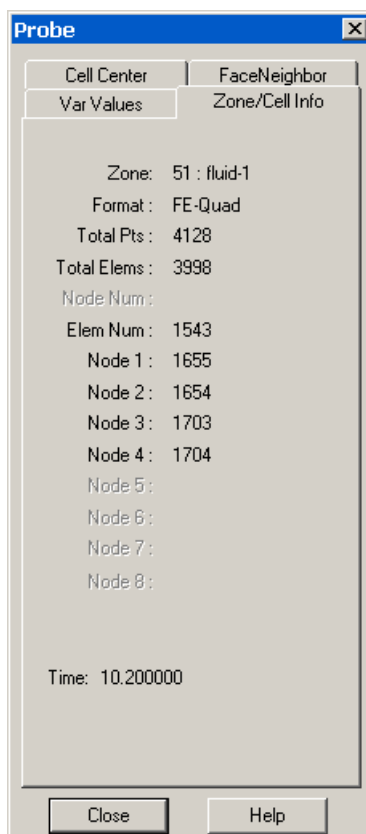 Probe
Cell Center FaceNeighbor
Var Values Zone/Cell Info
Zone: 51 : fluid-1
Format : FE-Quad
Total Pts : 4128
Total Elems : 3998
Node Num :
Elem Num : 1543
Node 1 : 1655
Node 2 : 1654
Node 3 : 1703
Node 4 : 1704
Node 5 :
Node 6 :
Node 7 :
Node 8 :
Time: 10.200000
Close Help